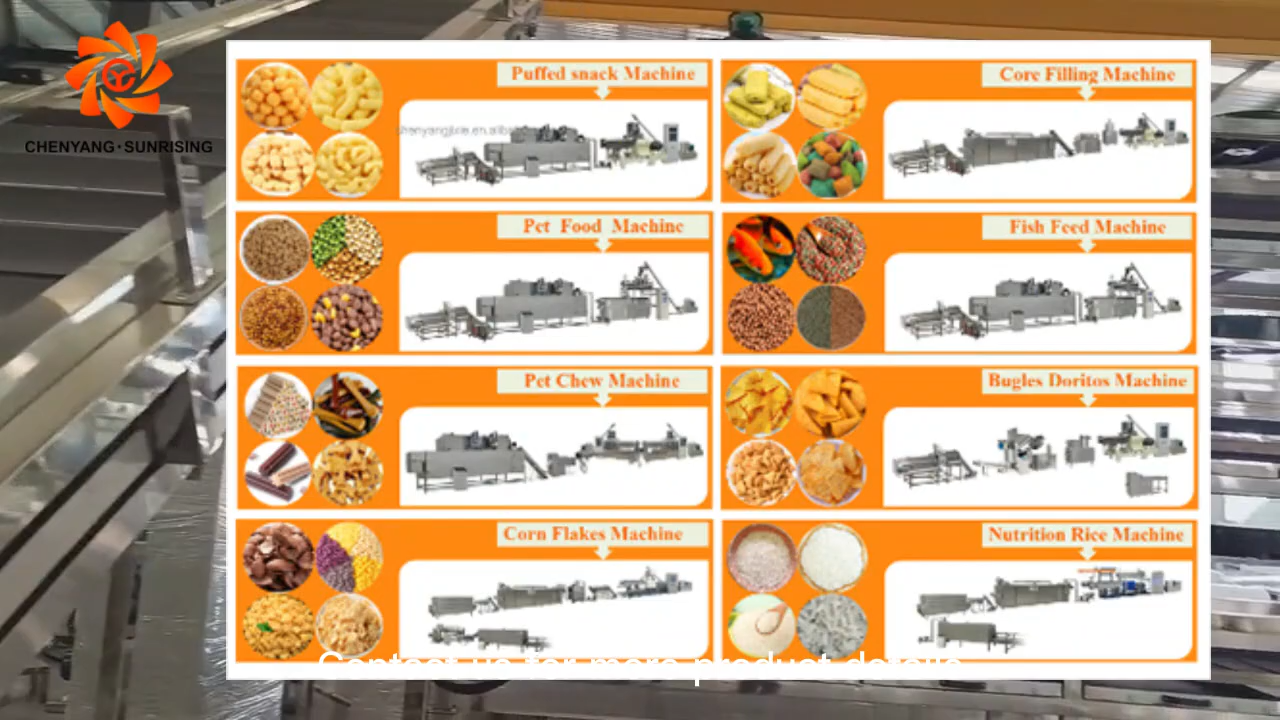 CHENYANG·SUNRISING
Puffed snack Machine
Core Filling Machine
Pet Food Machine
Fish Feed Machine
Pet Chew Machine
Bugles Doritos Machine
Corn Flakes Machine
Nutrition Rice Machine
Contact us for more product details